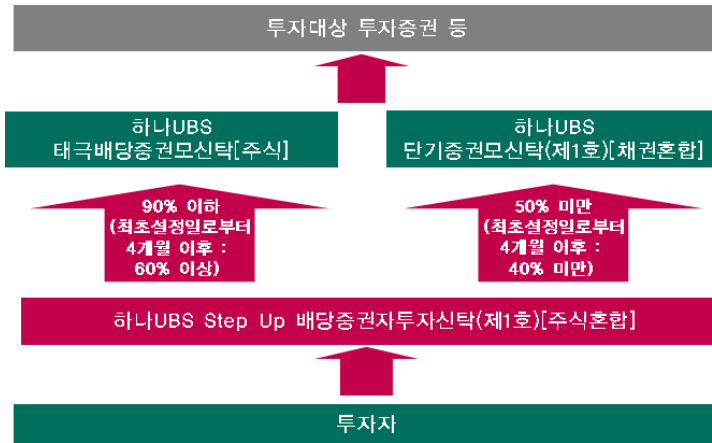 투자대상 투자증권 등
하나UBS
태극배당증권모신탁[주식]
하나UBS
단기증권모신탁(제1호)[채권혼합]
90% 이하
(최초설정일로부터
4개월 이후 :
60% 이상)
50% 미만
(최초설정일로부터
4개월 이후 :
40% 미만)
하나UBS Step Up 배당증권자투자신탁(제1호)[주식혼합]
투자자